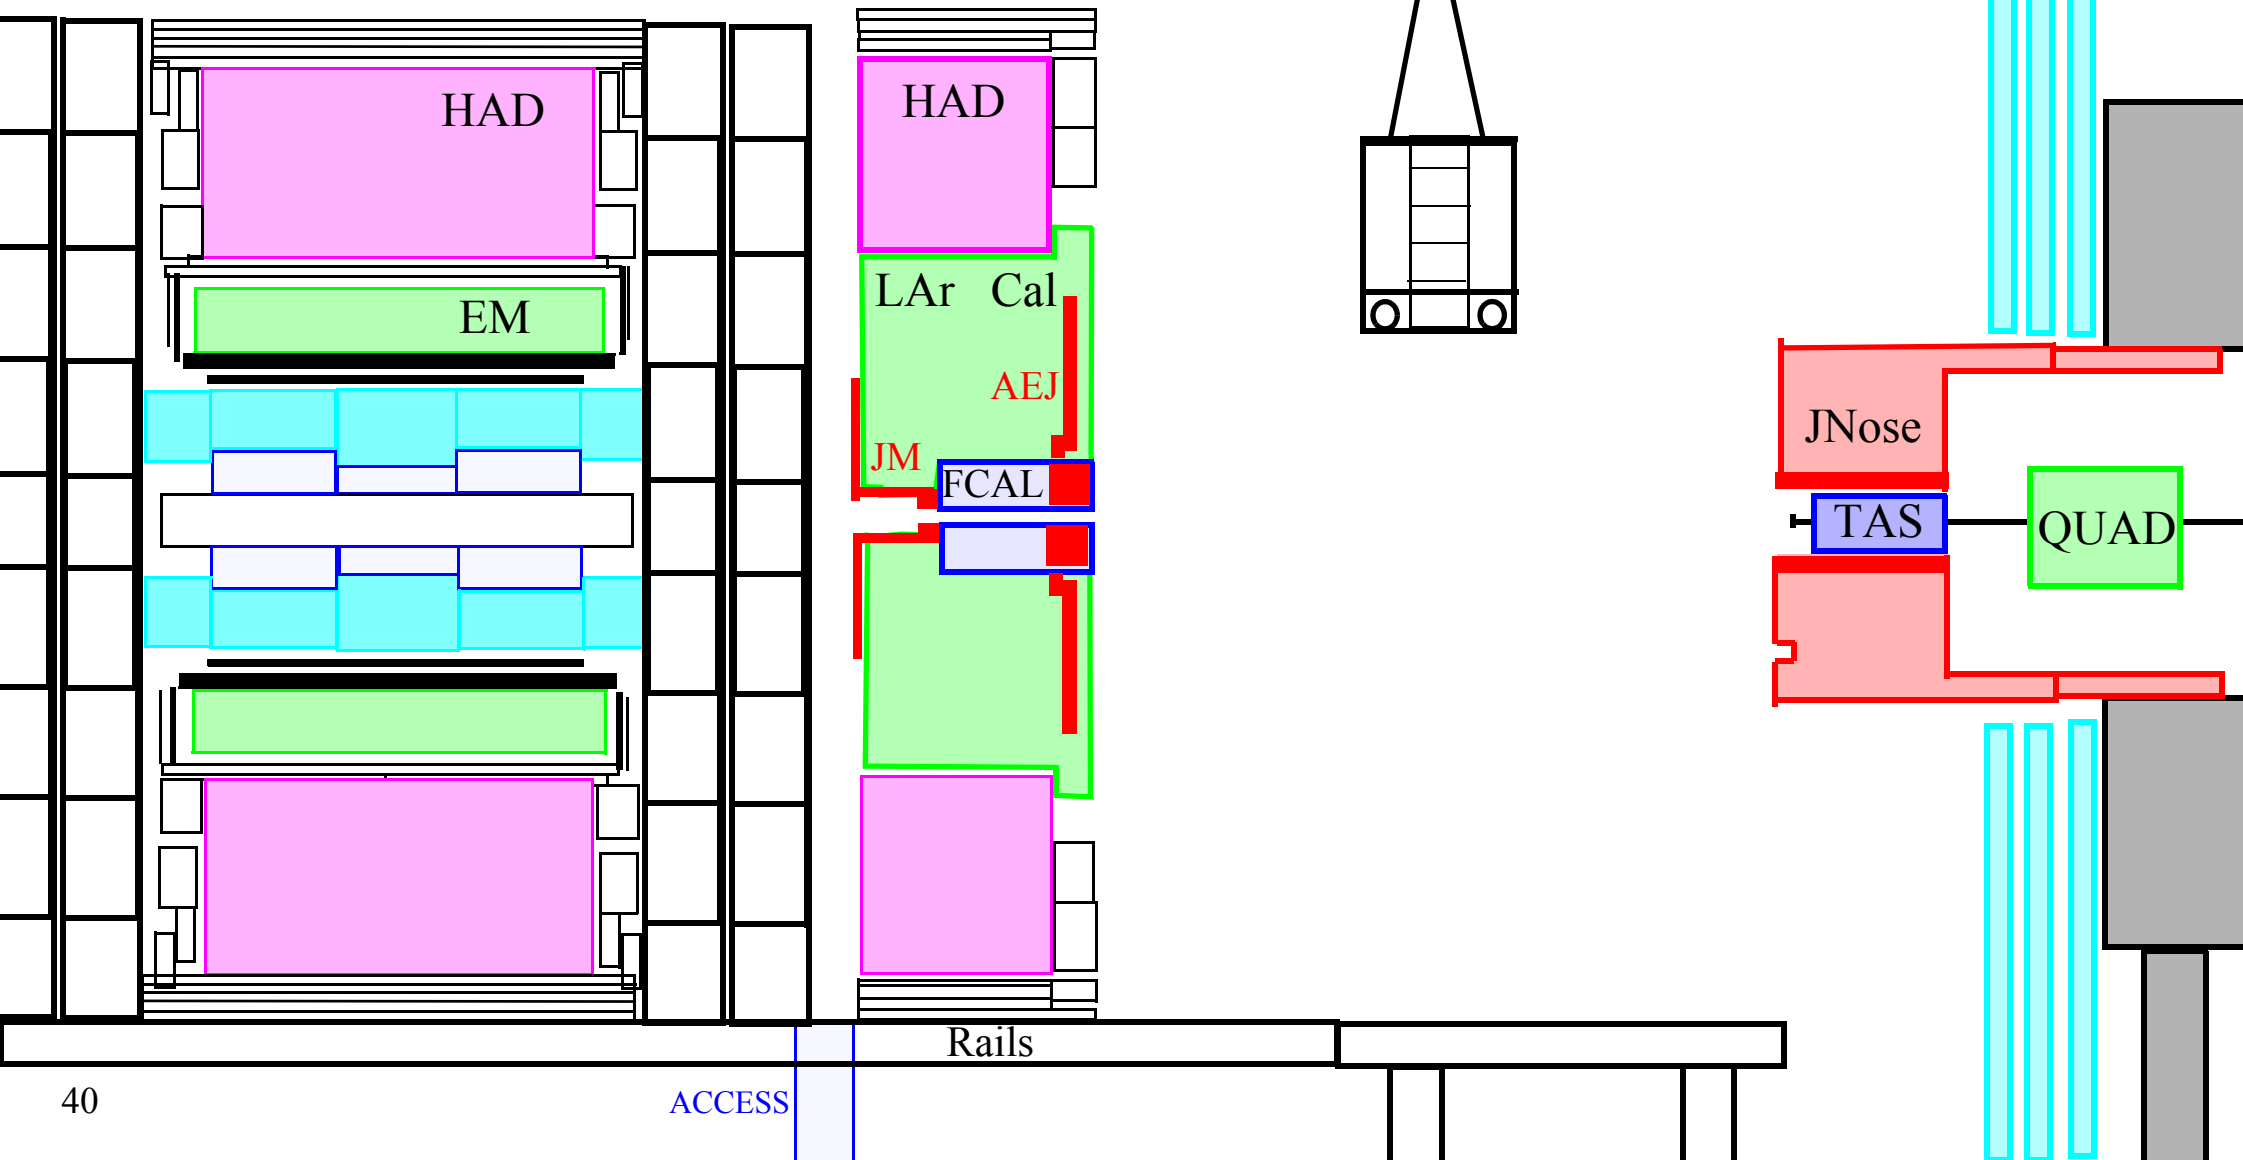 HAD
HAD
EM
LAr Cal
AEJ
JM
FCAL
JNose
TAS
QUAD
Rails
40
ACCESS